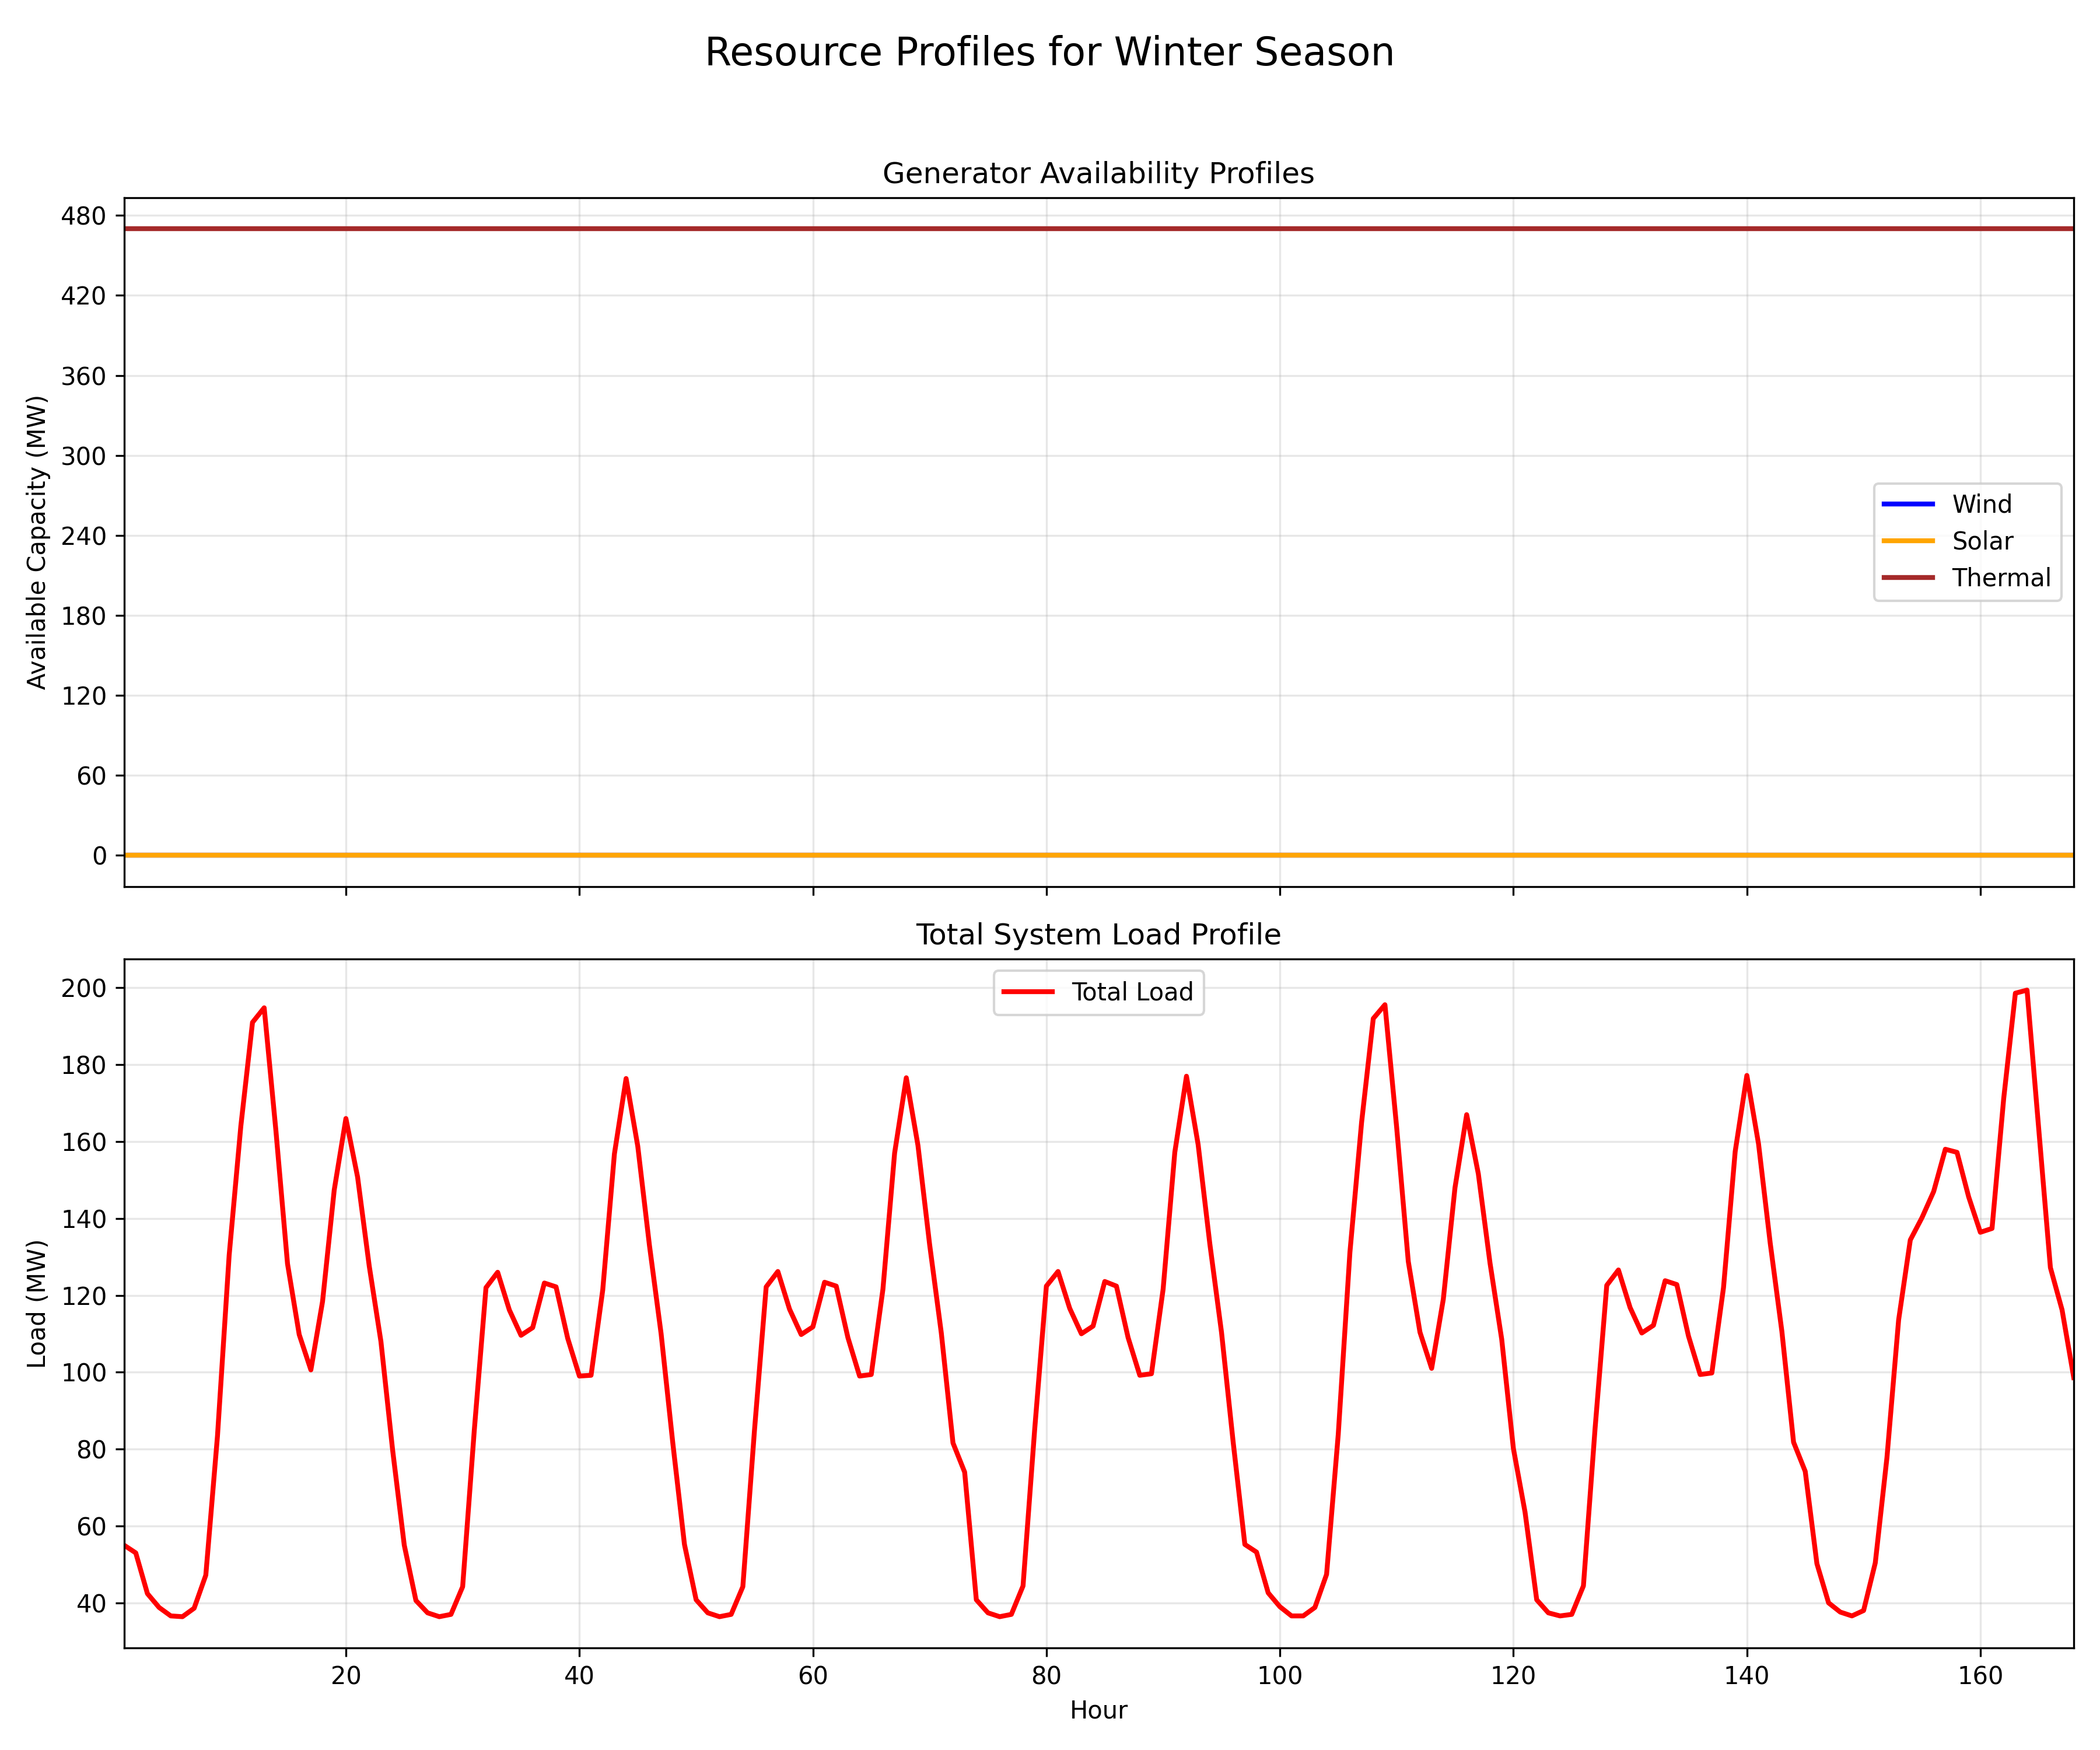 Resource Profiles for Winter Season
Generator Availability Profiles
480
420
360
300
240
180
120
60
0
Available Capacity (MW)
Wind
Solar
Thermal
Total System Load Profile
200
180
160
140
120
100
80
60
40
Load (MW)
Total Load
20 40 60 80 100 120 140 160
Hour